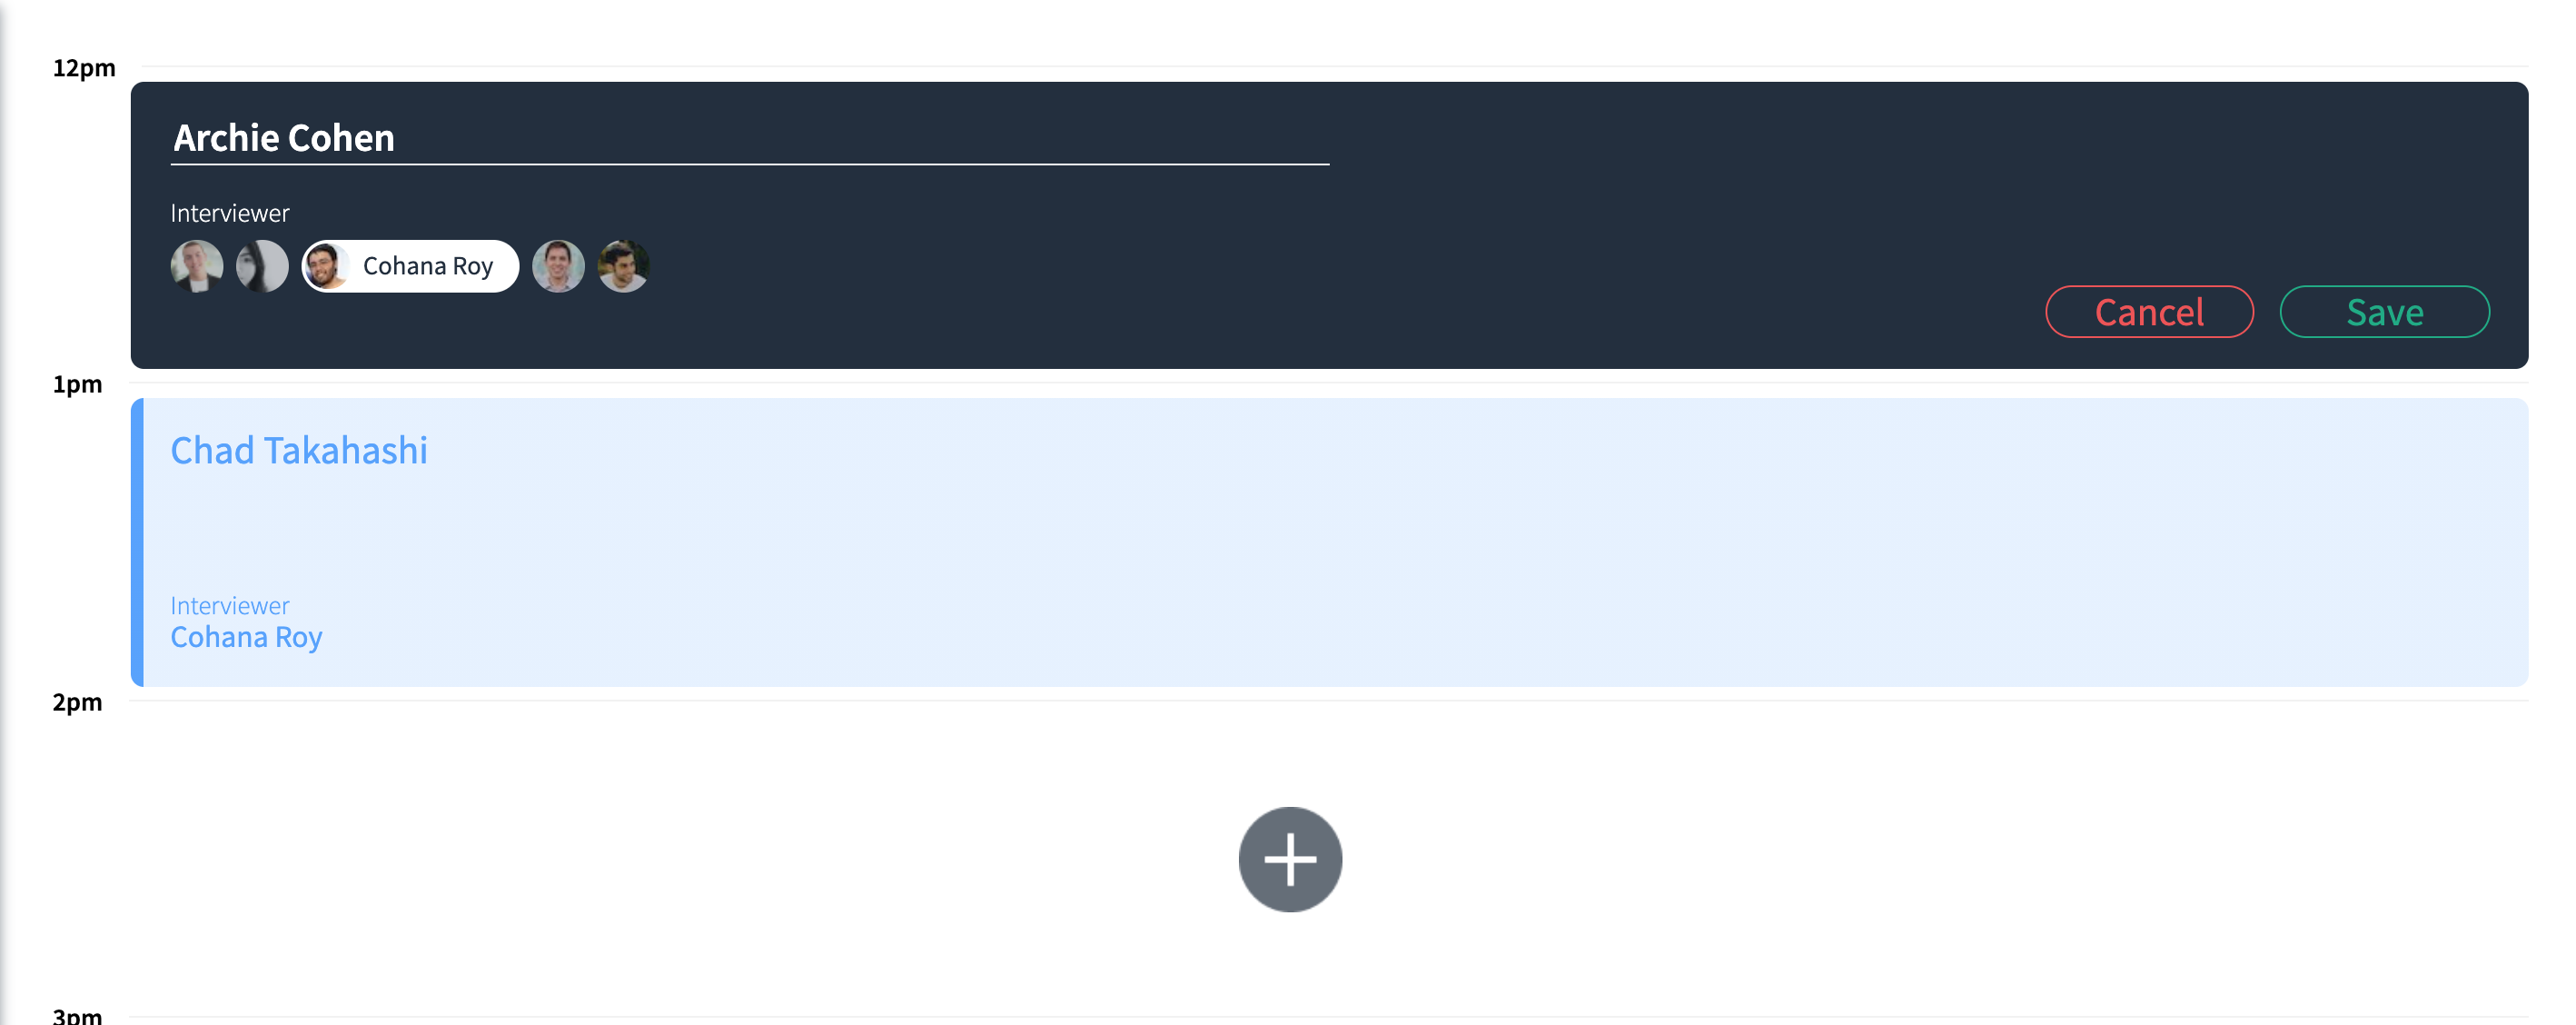 12pm
Archie Cohen
Interviewer
Cohana Roy
Cancel Save
1pm
Chad Takahashi
Interviewer
Cohana Roy
2pm
3pm